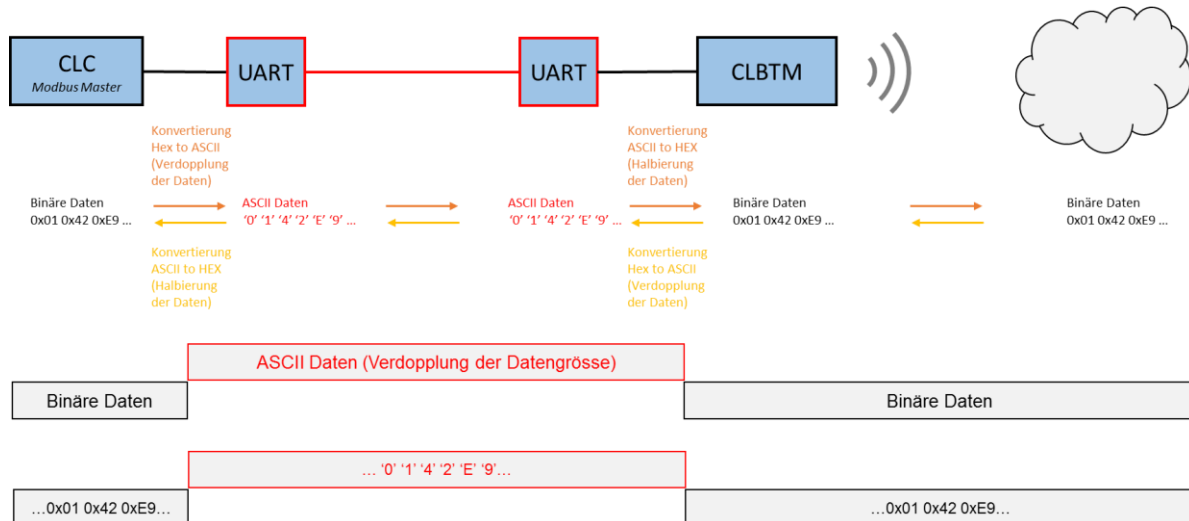 CLC
Modbus Master
UART
UART
CLBTM
Konvertierung
Hex to ASCII
(Verdopplung
der Daten)
Konvertierung
ASCII to HEX
(Halbierung
der Daten)
Binäre Daten
0x01 0x42 0xE9 ...
ASCII Daten
‘0’ ‘1’ ‘4’ ‘2’ ‘E’ ‘9’ ...
ASCII Daten
‘0’ ‘1’ ‘4’ ‘2’ ‘E’ ‘9’ ...
Binäre Daten
0x01 0x42 0xE9 ...
Binäre Daten
0x01 0x42 0xE9 ...
Konvertierung
ASCII to HEX
(Halbierung
der Daten)
Konvertierung
Hex to ASCII
(Verdopplung
der Daten)
ASCII Daten (Verdopplung der Datengrösse)
Binäre Daten
Binäre Daten
... ‘0’ ‘1’ ‘4’ ‘2’ ‘E’ ‘9’...
...0x01 0x42 0xE9...
...0x01 0x42 0xE9...